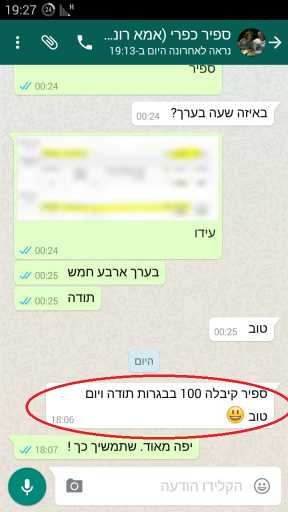 19:27
ספיר כפרי (אמא רונ...
נראה לאחרונה היום ב-19:13
ספיר
00:24
באיזה שעה בערך?
00:24
עידו
00:24
בערך ארבע חמש
00:25
תודה
00:25
טוב
00:25
היום
ספיר קיבלה 100 בבגרות תודה ויום
טוב 😃
18:06
יפה מאוד. שתמשיך כך !
18:07
הקלידו הודעה